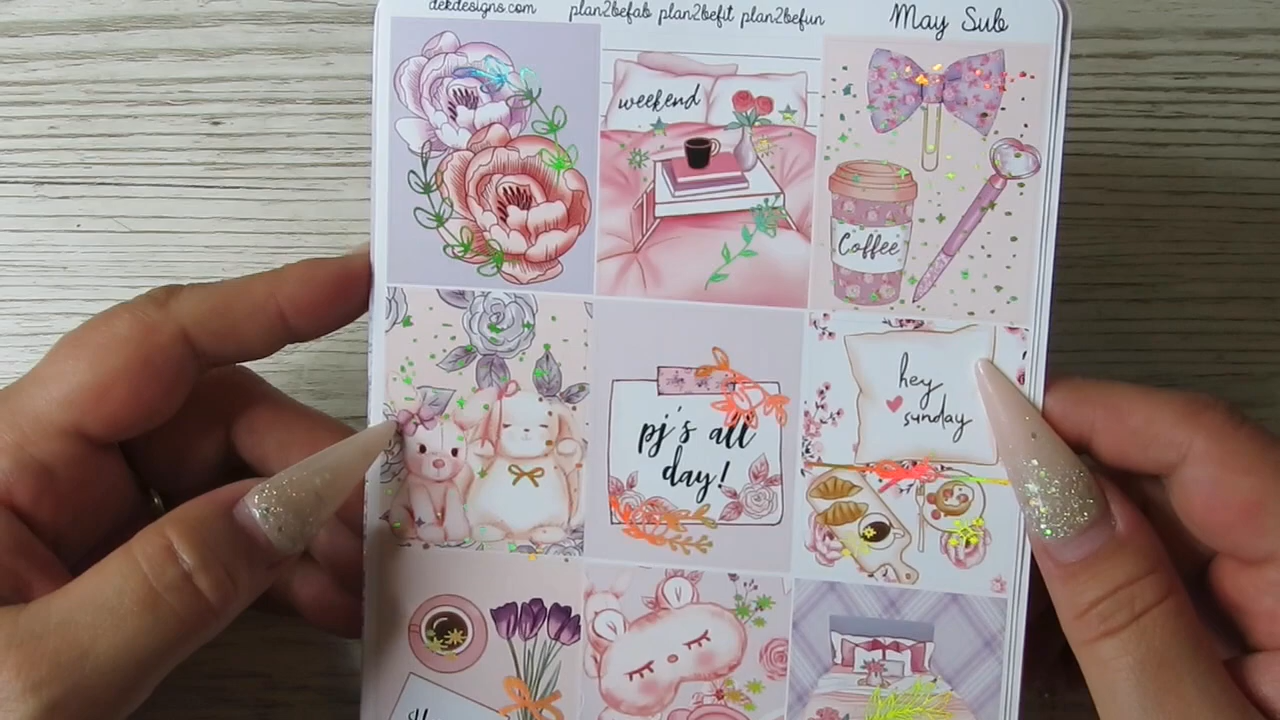 dekdesigns.com plan2befab plan2befit plan2befun May Sub
weekend
Coffee
pj's all
day!
hey
sunday